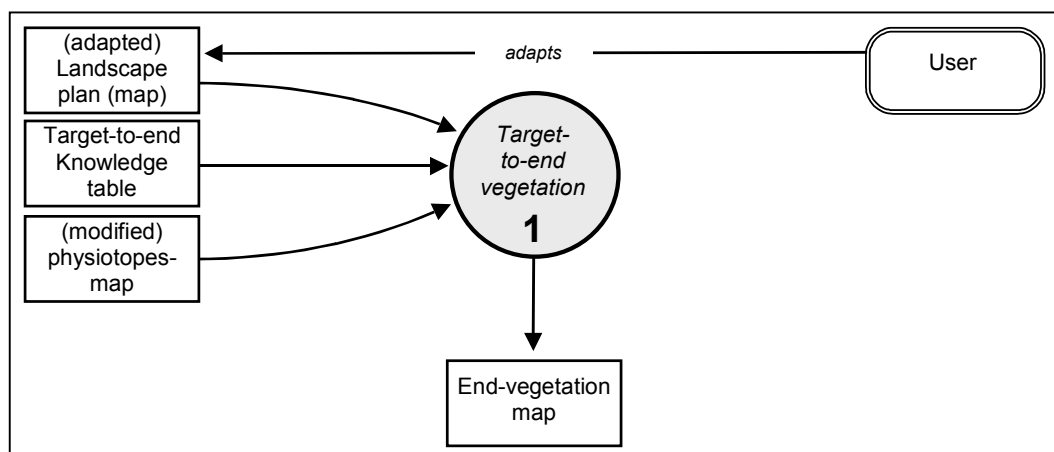 (adapted)
Landscape
plan (map)
adapts
User
Target-to-end
Knowledge
table
Target-
to-end
vegetation
1
(modified)
physiotopes-
map
End-vegetation
map